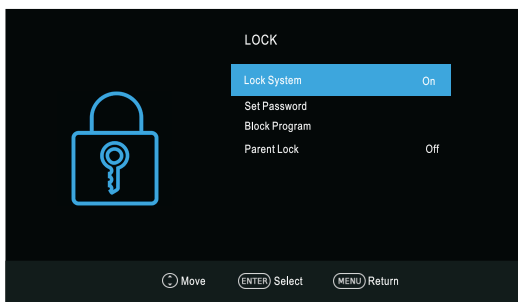 LOCK
Lock System On
Set Password
Block Program
Parent Lock Off
Move ENTER Select MENU Return